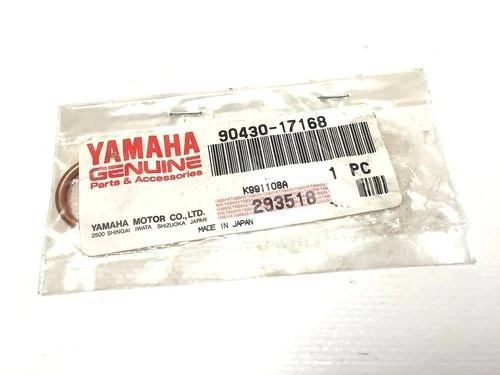 YAMAHA
GENUINE
Parts & Accessories
90430-17168
1 PC
K991108A
293518
YAMAHA MOTOR CO., LTD.
2500 SHINGAI IWATA SHIZUOKA JAPAN
MADE IN JAPAN